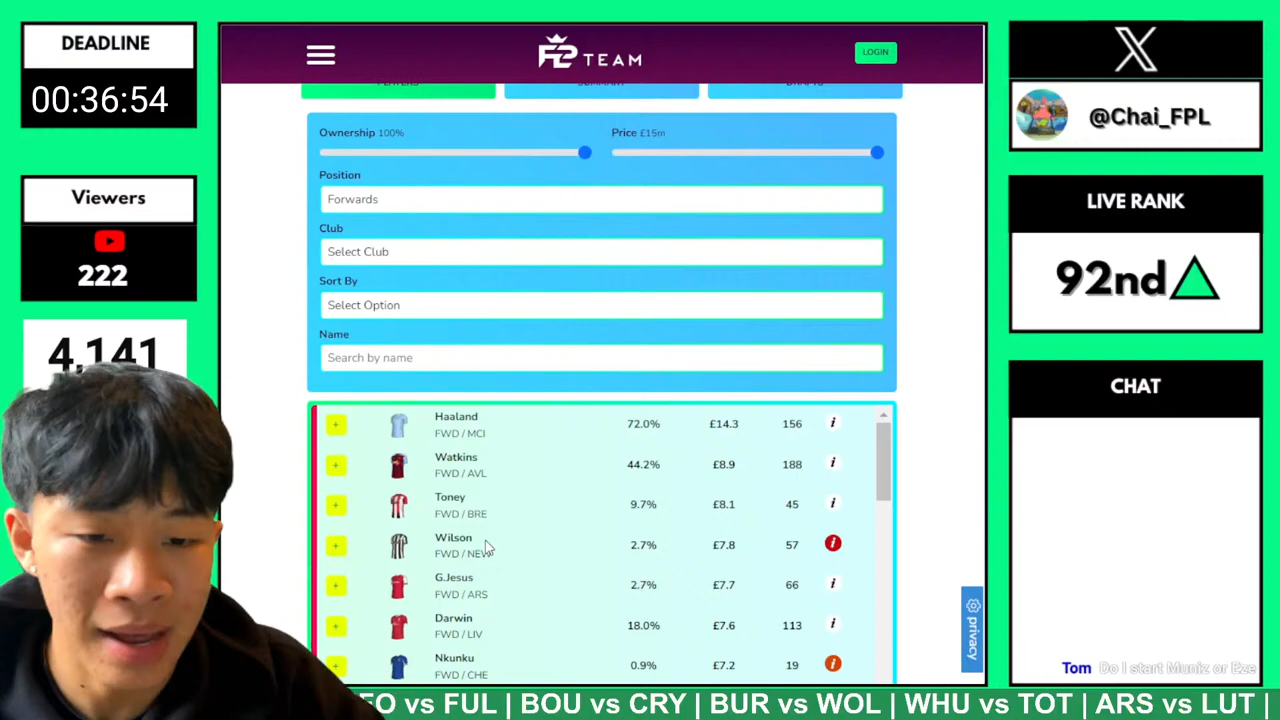 DEADLINE
00:36:54
Viewers
222
4,141
F2 TEAM
LOGIN
Ownership 100%
Price £15m
Position
Forwards
Club
Select Club
Sort By
Select Option
Name
Search by name
Haaland
FWD / MCI
72.0% £14.3 156 i
Watkins
FWD / AVL
44.2% £8.9 188 i
Toney
FWD / BRE
9.7% £8.1 45 i
Wilson
FWD / NEW
2.7% £7.8 57 i
G.Jesus
FWD / ARS
2.7% £7.7 66 i
Darwin
FWD / LIV
18.0% £7.6 113 i
Nkunku
FWD / CHE
0.9% £7.2 19 i
privacy
X
@Chai_FPL
LIVE RANK
92nd
CHAT
Tom Do I start Muniz or Eze
vs FUL | BOU vs CRY | BUR vs WOL | WHU vs TOT | ARS vs LUT |